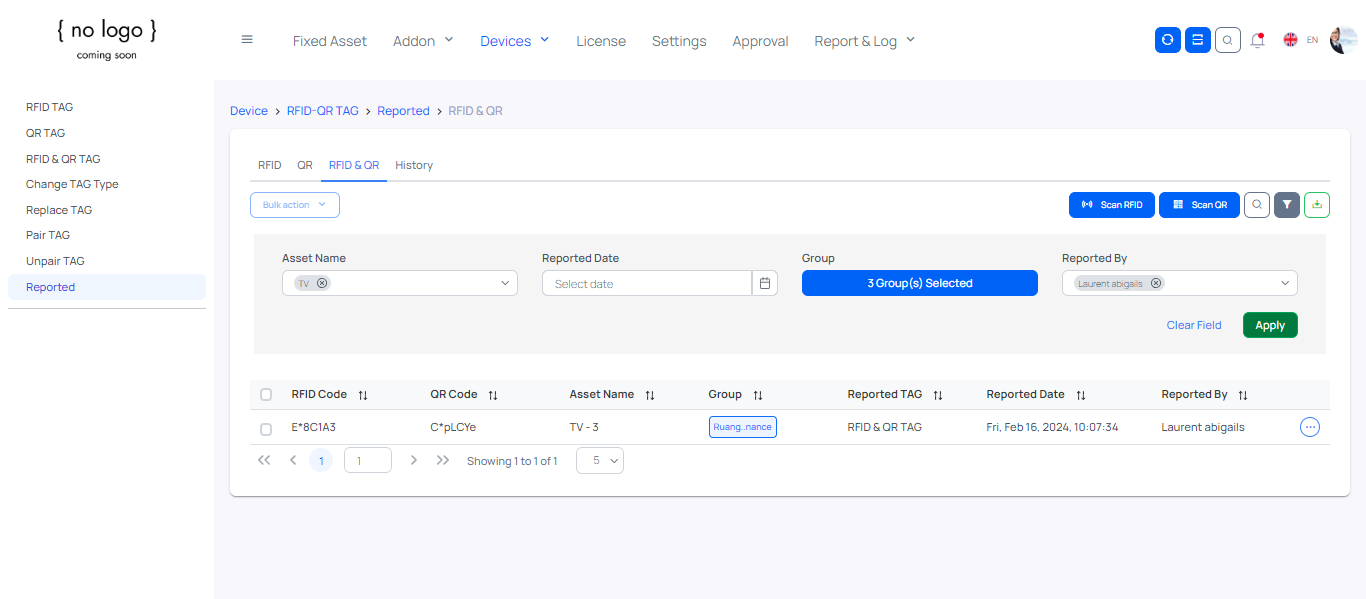 { no logo }
coming soon
Fixed Asset Addon Devices License Settings Approval Report & Log EN
RFID TAG
QR TAG
RFID & QR TAG
Change TAG Type
Replace TAG
Pair TAG
Unpair TAG
Reported
Device > RFID-QR TAG > Reported > RFID & QR
RFID QR RFID & QR History
Bulk action Scan RFID Scan QR
Asset Name Reported Date Group Reported By
TV Select date 3 Group(s) Selected Laurent abigails
Clear Field Apply
RFID Code QR Code Asset Name Group Reported TAG Reported Date Reported By
E*8C1A3 C*pLCYe TV - 3 Ruang..nance RFID & QR TAG Fri, Feb 16, 2024, 10:07:34 Laurent abigails
1 1 Showing 1 to 1 of 1 5